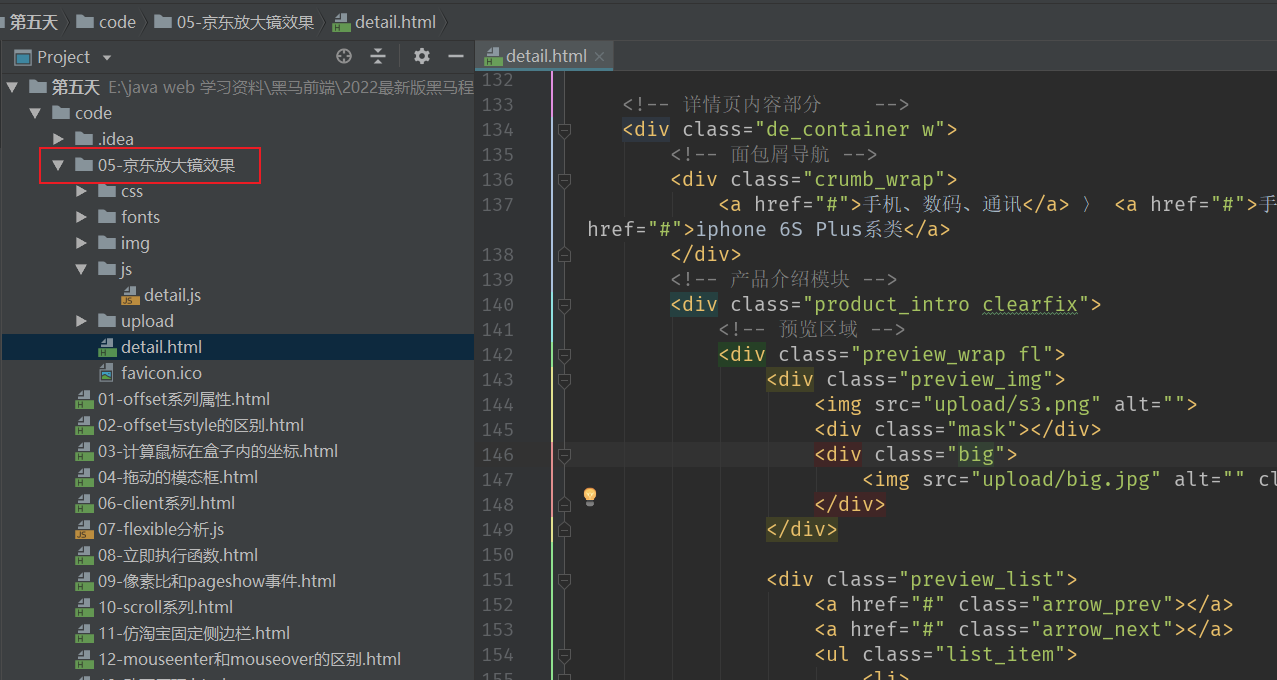 第五天 code 05-京东放大镜效果 detail.html
Project
detail.html
第五天 E:\java web 学习资料\黑马前端\2022最新版黑马程
code
.idea
05-京东放大镜效果
css
fonts
img
js
detail.js
upload
detail.html
favicon.ico
01-offset系列属性.html
02-offset与style的区别.html
03-计算鼠标在盒子内的坐标.html
04-拖动的模态框.html
06-client系列.html
07-flexible分析.js
08-立即执行函数.html
09-像素比和pageshow事件.html
10-scroll系列.html
11-仿淘宝固定侧边栏.html
12-mouseenter和mouseover的区别.html
132
133 <!-- 详情页内容部分 -->
134 <div class="de_container w">
135 <!-- 面包屑导航 -->
136 <div class="crumb_wrap">
137 <a href="#">手机、数码、通讯</a> 〉 <a href="#">手
href="#">iphone 6S Plus系类</a>
138 </div>
139 <!-- 产品介绍模块 -->
140 <div class="product_intro clearfix">
141 <!-- 预览区域 -->
142 <div class="preview_wrap fl">
143 <div class="preview_img">
144 <img src="upload/s3.png" alt="">
145 <div class="mask"></div>
146 <div class="big">
147 <img src="upload/big.jpg" alt="" cl
148 </div>
149 </div>
150
151 <div class="preview_list">
152 <a href="#" class="arrow_prev"></a>
153 <a href="#" class="arrow_next"></a>
154 <ul class="list_item">
155 <li>